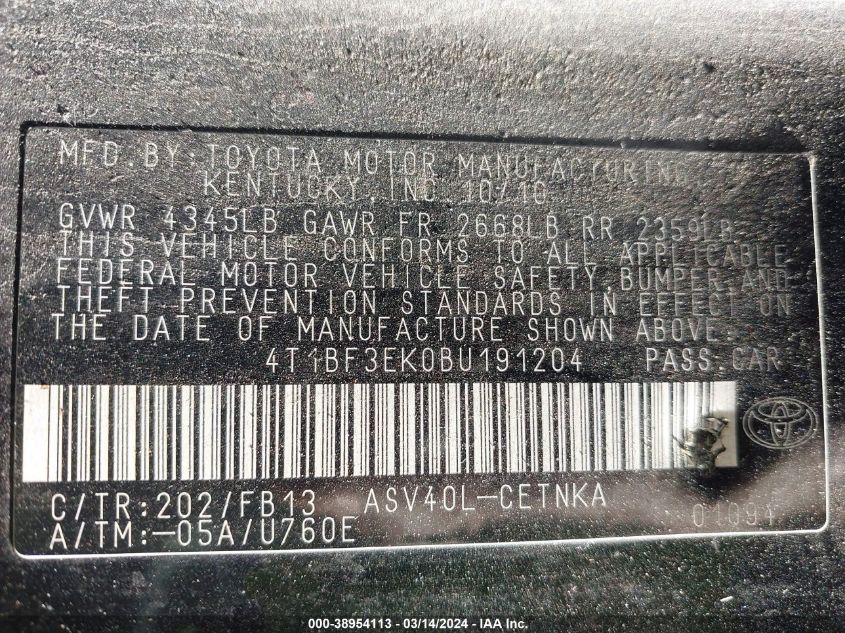 MFD. BY: TOYOTA MOTOR MANUFACTURING
KENTUCKY, INC 10/10
GVWR 4345LB GAWR FR 2668LB RR 2359LB
THIS VEHICLE CONFORMS TO ALL APPLICABLE
FEDERAL MOTOR VEHICLE SAFETY, BUMPER, AND
THEFT PREVENTION STANDARDS IN EFFECT ON
THE DATE OF MANUFACTURE SHOWN ABOVE.
4T1BF3EK0BU191204 PASS.CAR
C/TR:202/FB13 ASV40L-CETNKA
A/TM:-05A/U760E
000-38954113 - 03/14/2024 - IAA Inc.